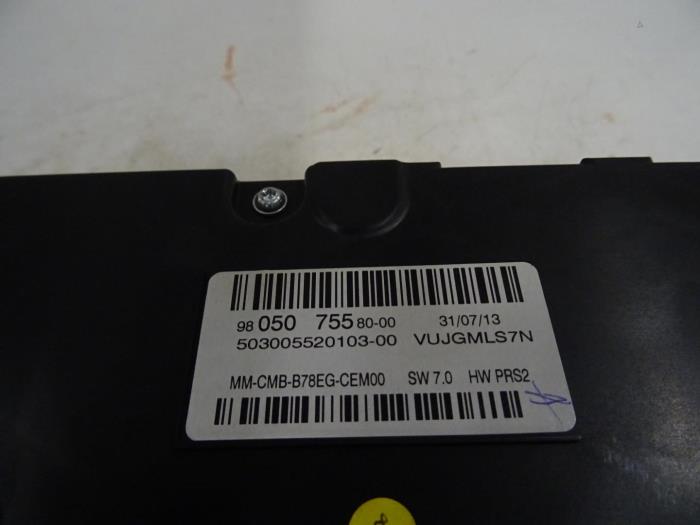 98 050 755 80-00 31/07/13
503005520103-00 VUJGMLS7N
MM-CMB-B78EG-CEM00 SW 7.0 HW PRS2